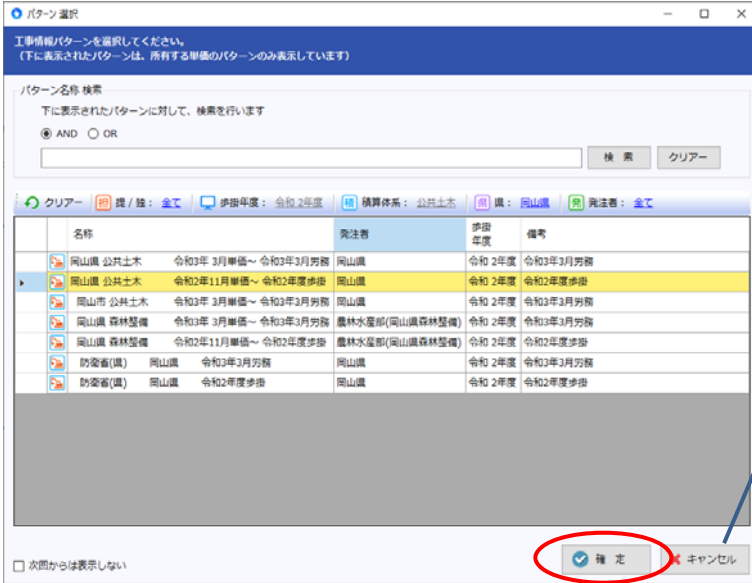 パターン 選択
工事情報パターンを選択してください。
(下に表示されたパターンは、所有する単価のパターンのみ表示しています)
パターン名称 検索
下に表示されたパターンに対して、検索を行います
AND OR
検 索 クリアー
クリアー 担 提 / 独： 全て 歩掛年度： 令和 2年度 積 積算体系： 公共土木 県 県： 岡山県 発 発注者： 全て
名称 発注者 歩掛年度 備考
岡山県 公共土木 令和3年 3月単価～ 令和3年3月労務 岡山県 令和 2年度 令和3年3月労務
岡山県 公共土木 令和2年11月単価～ 令和2年度歩掛 岡山県 令和 2年度 令和2年度歩掛
岡山市 公共土木 令和3年 3月単価～ 令和3年3月労務 岡山県 令和 2年度 令和3年3月労務
岡山県 森林整備 令和3年 3月単価～ 令和3年3月労務 農林水産部(岡山県森林整備) 令和 2年度 令和3年3月労務
岡山県 森林整備 令和2年11月単価～ 令和2年度歩掛 農林水産部(岡山県森林整備) 令和 2年度 令和2年度歩掛
防衛省(県) 岡山県 令和3年3月労務 岡山県 令和 2年度 令和3年3月労務
防衛省(県) 岡山県 令和2年度歩掛 岡山県 令和 2年度 令和2年度歩掛
次回からは表示しない 確 定 キャンセル